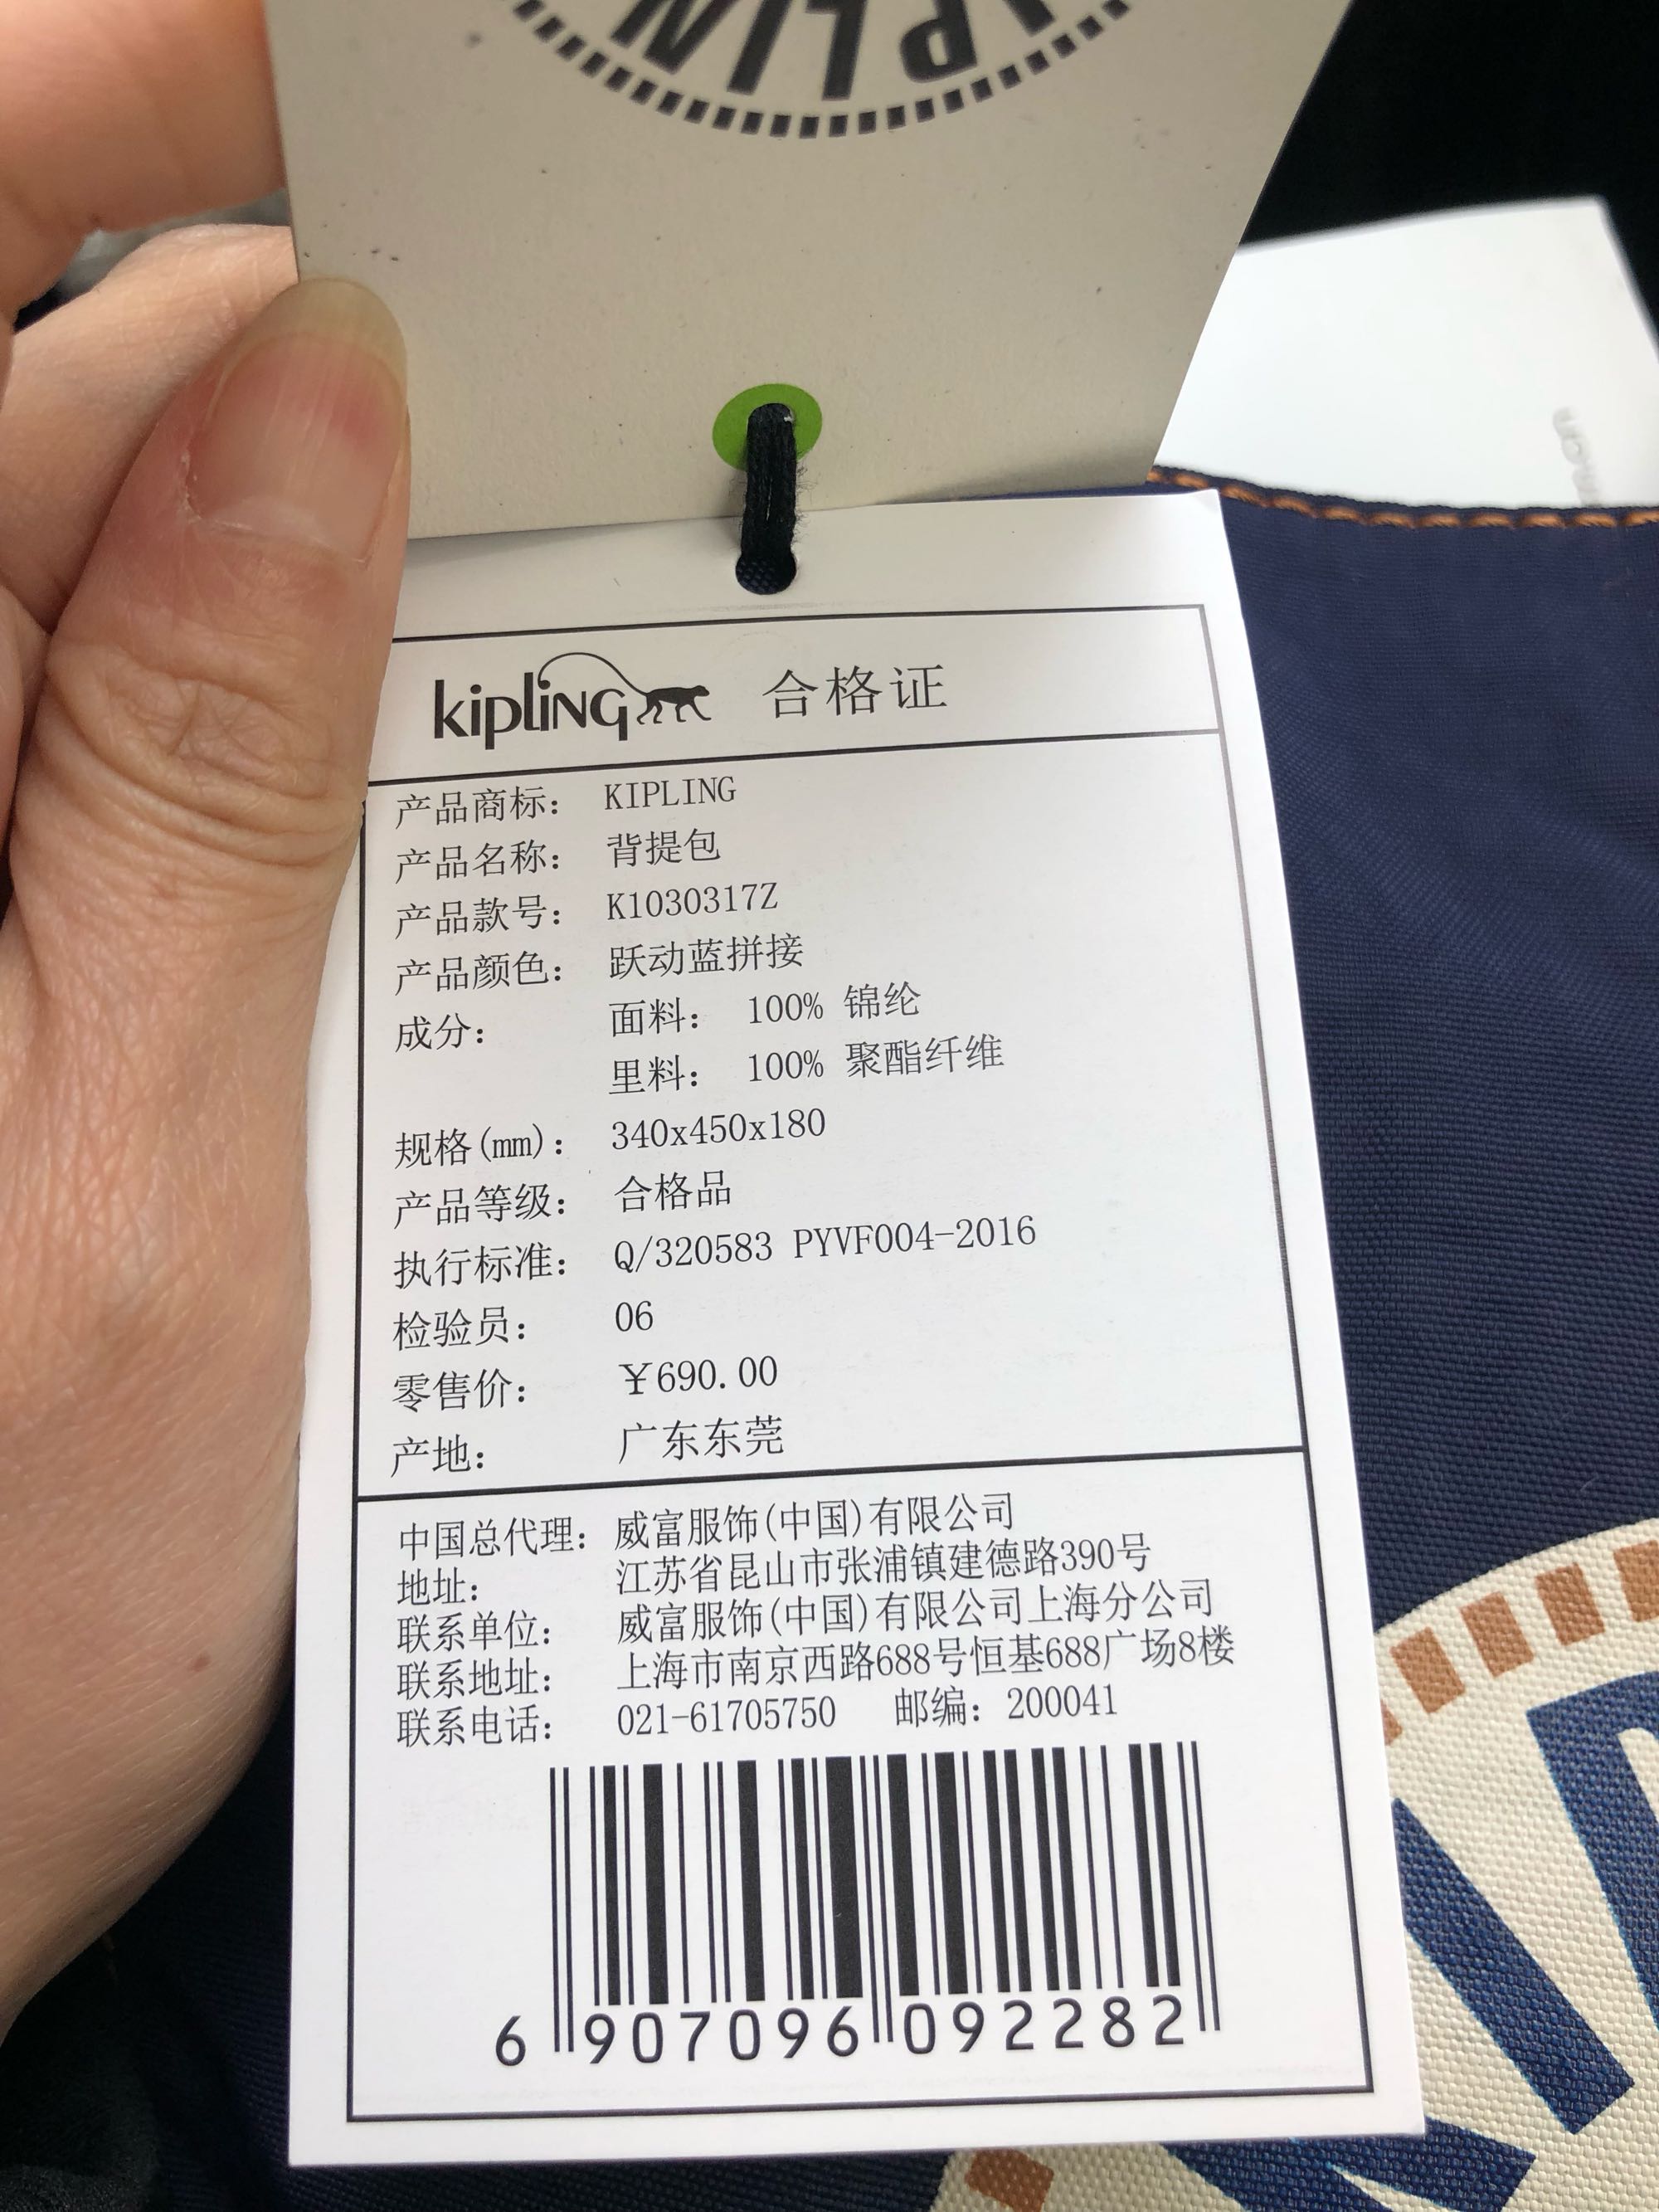 kipling 合格证
产品商标: KIPLING
产品名称: 背提包
产品款号: K1030317Z
产品颜色: 跃动蓝拼接
成分: 面料: 100% 锦纶
里料: 100% 聚酯纤维
规格(mm): 340x450x180
产品等级: 合格品
执行标准: Q/320583 PYVF004-2016
检验员: 06
零售价: ¥690.00
产地: 广东东莞
中国总代理: 威富服饰(中国)有限公司
地址: 江苏省昆山市张浦镇建德路390号
联系单位: 威富服饰(中国)有限公司上海分公司
联系地址: 上海市南京西路688号恒基688广场8楼
联系电话: 021-61705750 邮编: 200041
6 907096 092282